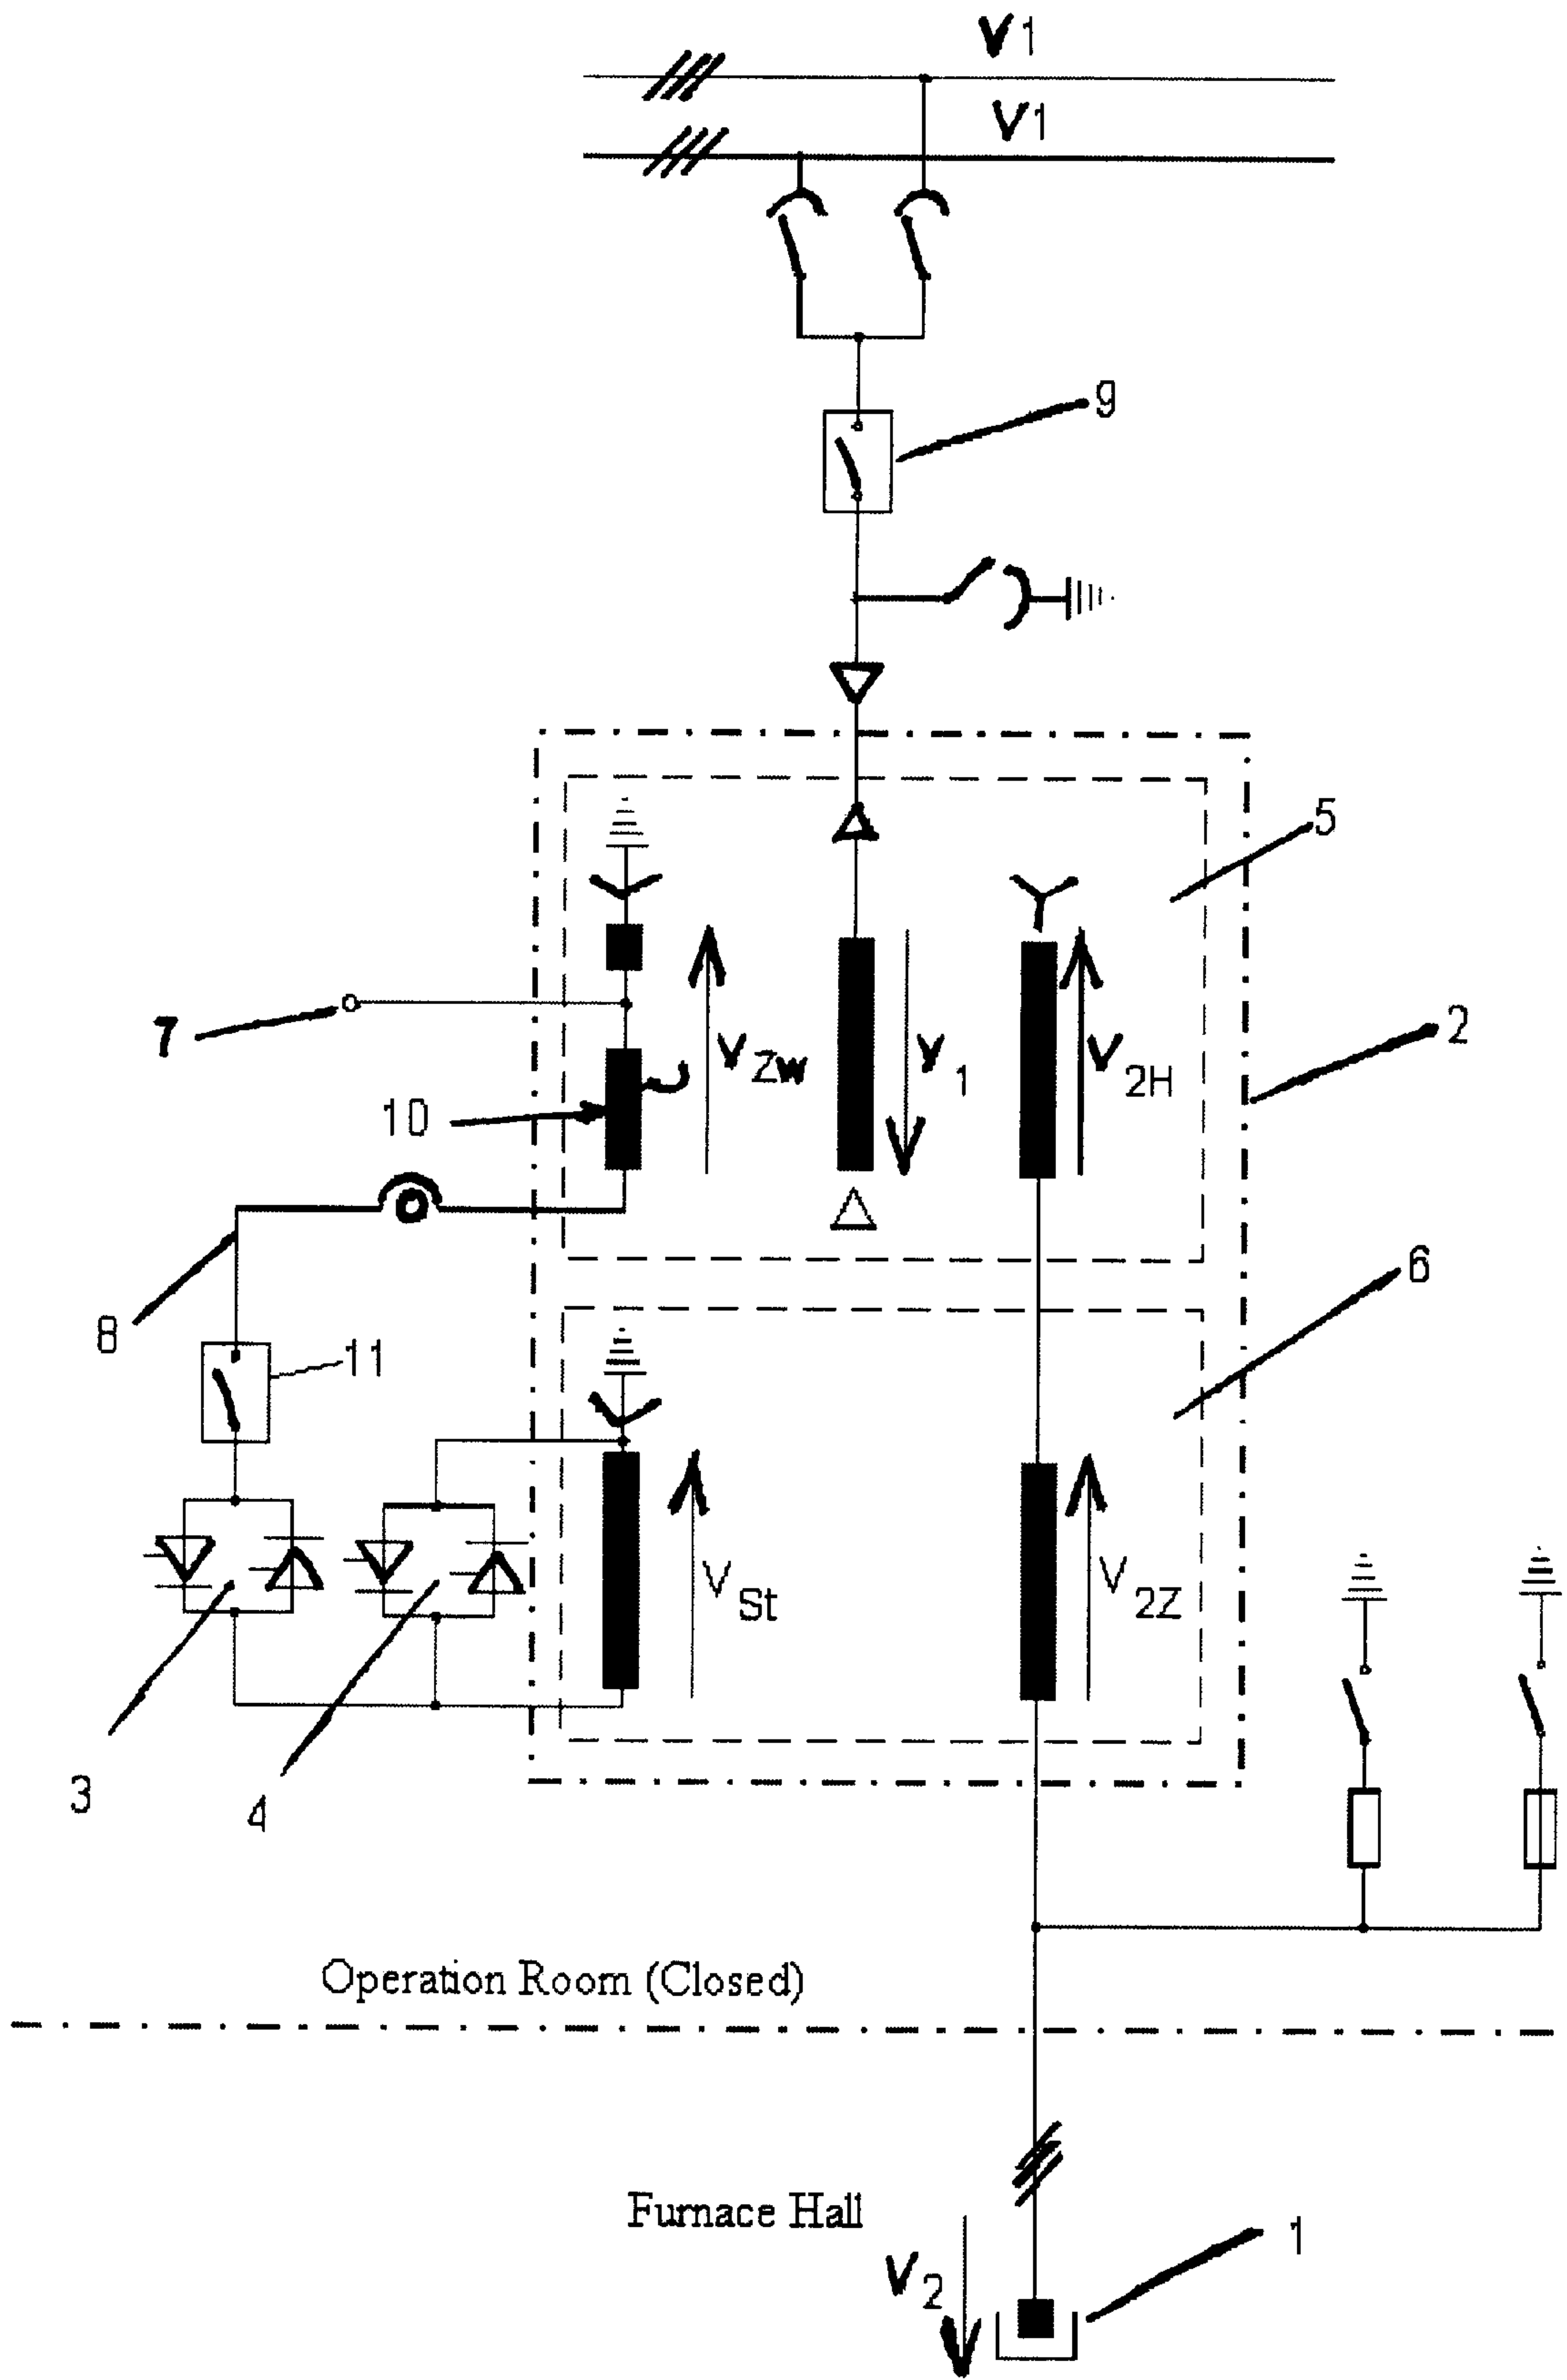 V1
V1
9
5
2
7
VZw
V1
V2H
10
6
8
11
VSt
V2Z
3
4
Operation Room (Closed)
Furnace Hall
1
V2